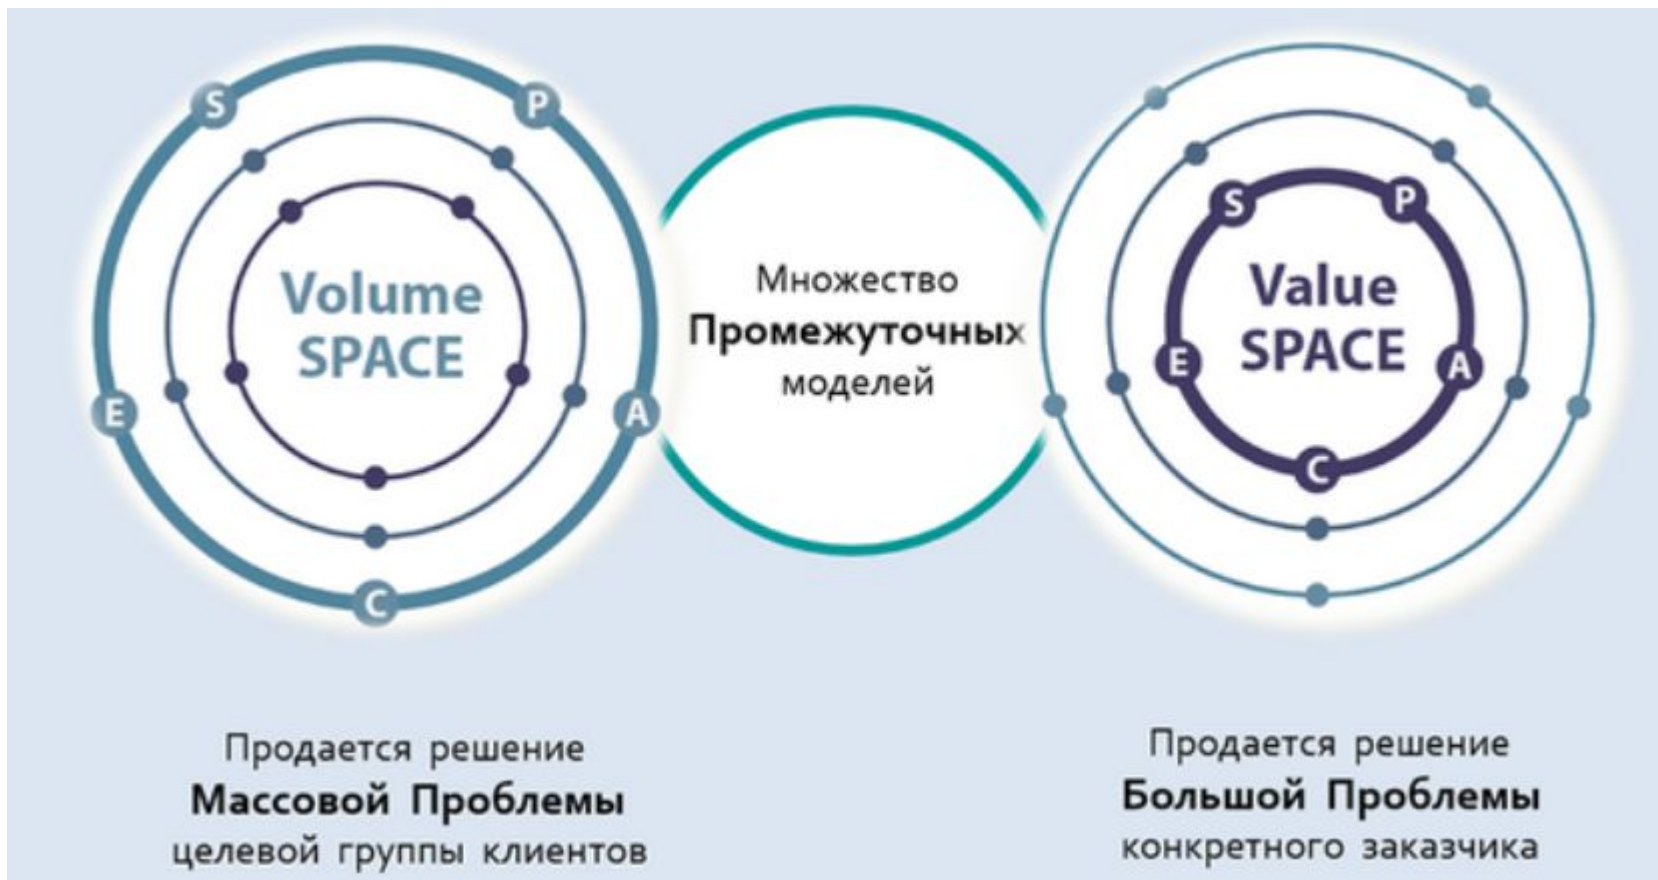 S
P
Volume
SPACE
E
A
C
Множество
Промежуточных
моделей
S
P
Value
SPACE
E
A
C
Продается решение
Массовой Проблемы
целевой группы клиентов
Продается решение
Большой Проблемы
конкретного заказчика